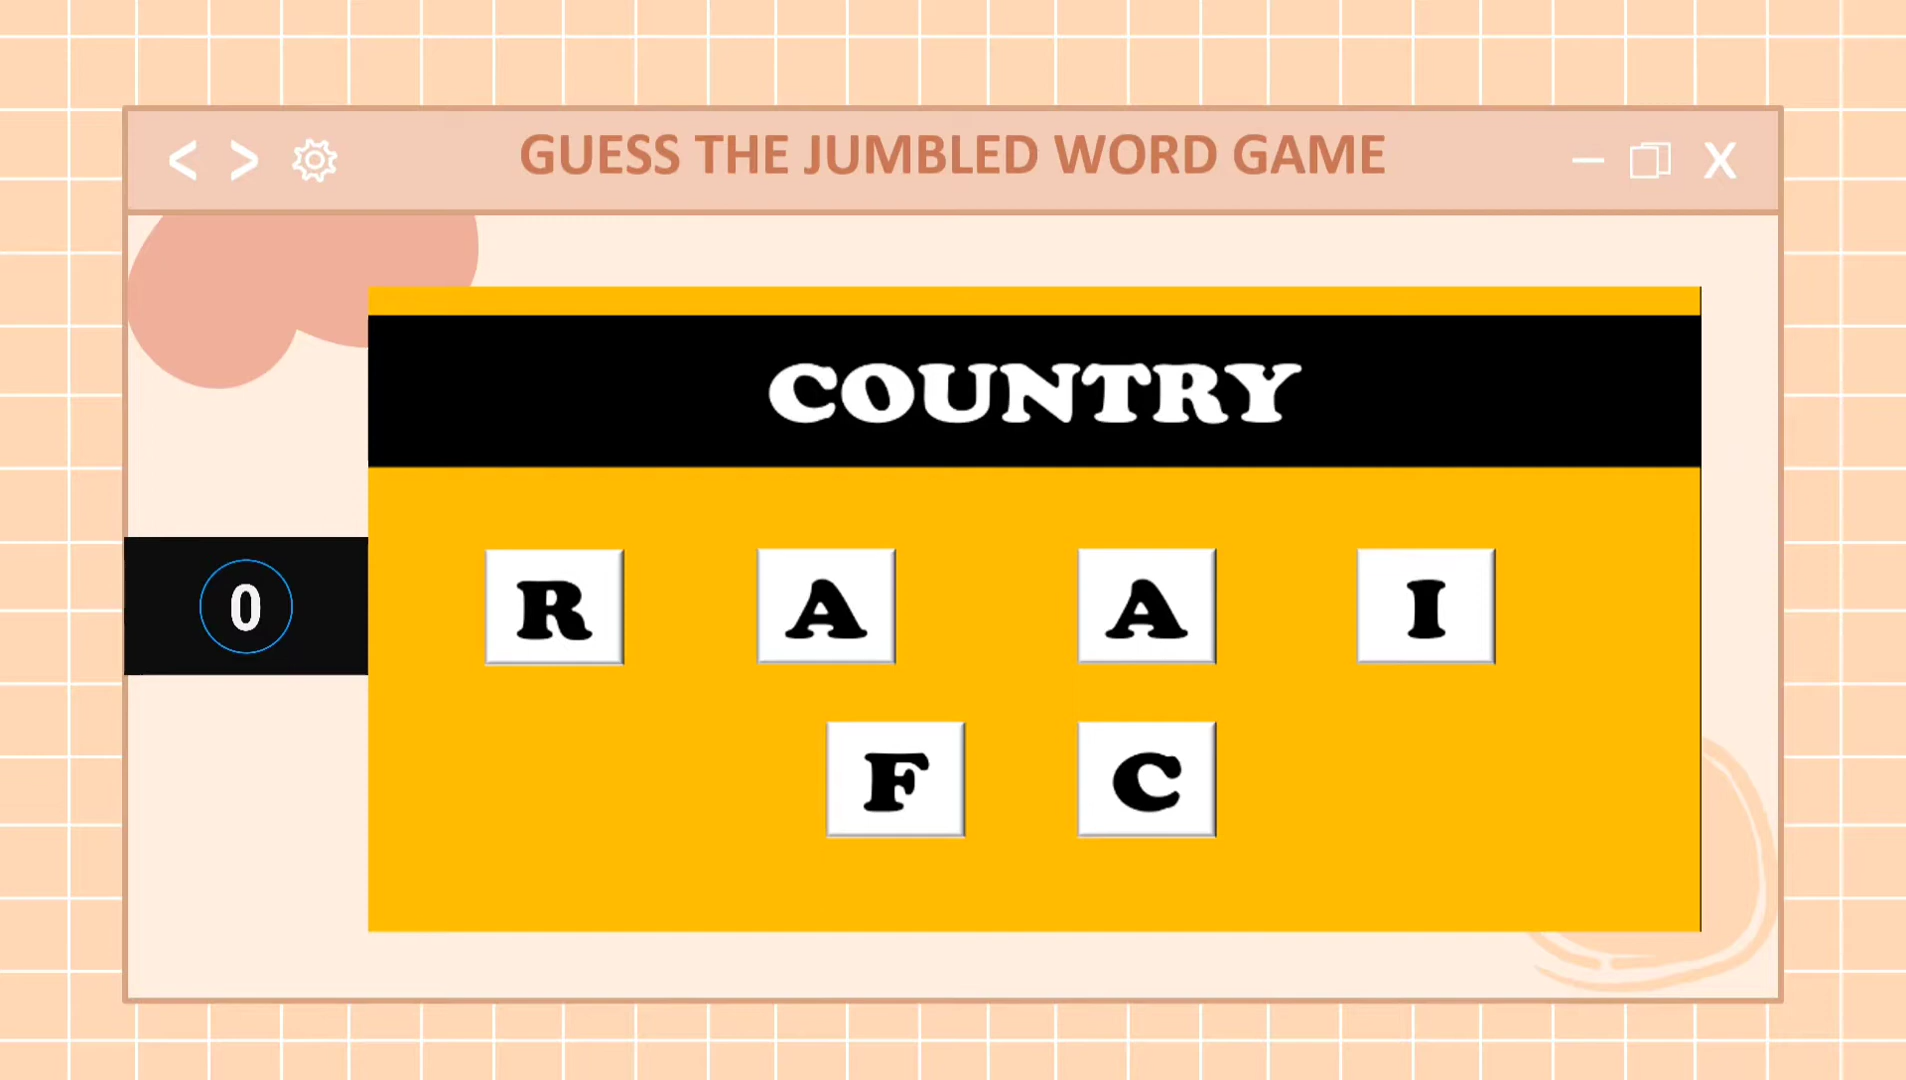 < > GUESS THE JUMBLED WORD GAME X
COUNTRY
R A A I
0
F C